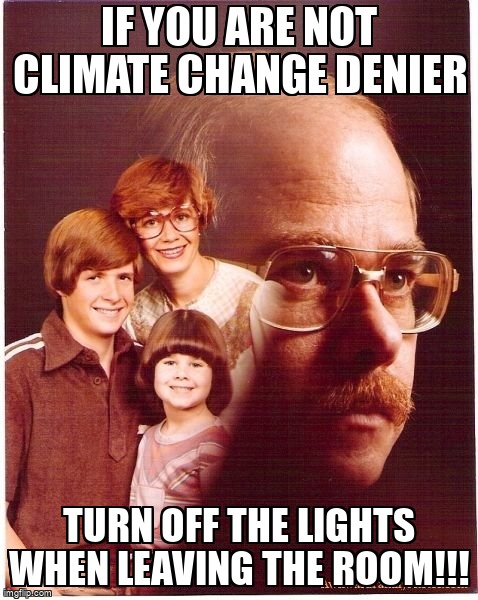 IF YOU ARE NOT
CLIMATE CHANGE DENIER
TURN OFF THE LIGHTS
WHEN LEAVING THE ROOM!!!
imgflip.com